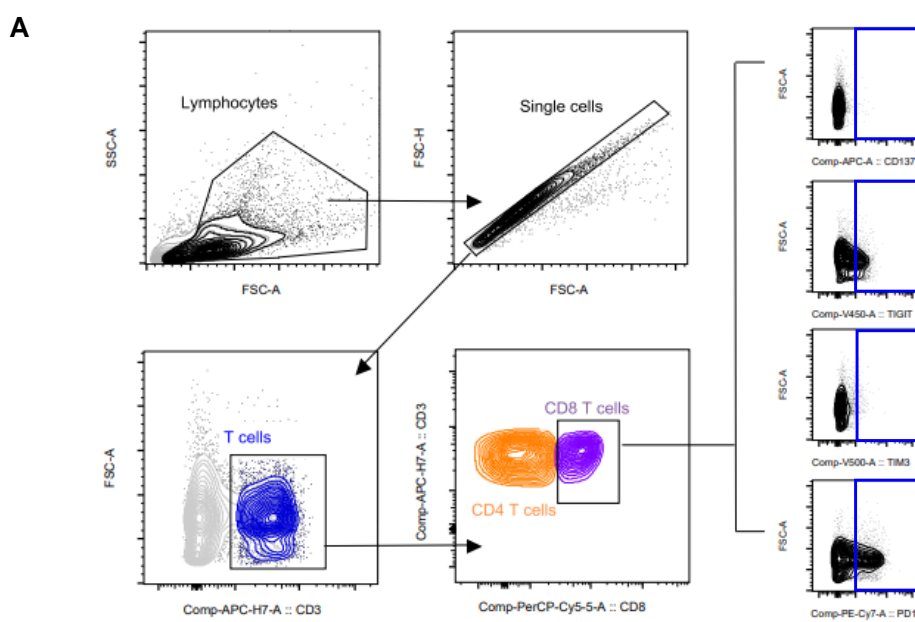 A
Lymphocytes
SSC-A
FSC-A
Single cells
FSC-H
FSC-A
FSC-A
Comp-APC-A :: CD137
FSC-A
Comp-V450-A :: TIGIT
FSC-A
Comp-V500-A :: TIM3
FSC-A
Comp-PE-Cy7-A :: PD1
T cells
FSC-A
Comp-APC-H7-A :: CD3
CD8 T cells
CD4 T cells
Comp-APC-H7-A :: CD3
Comp-PerCP-Cy5-5-A :: CD8